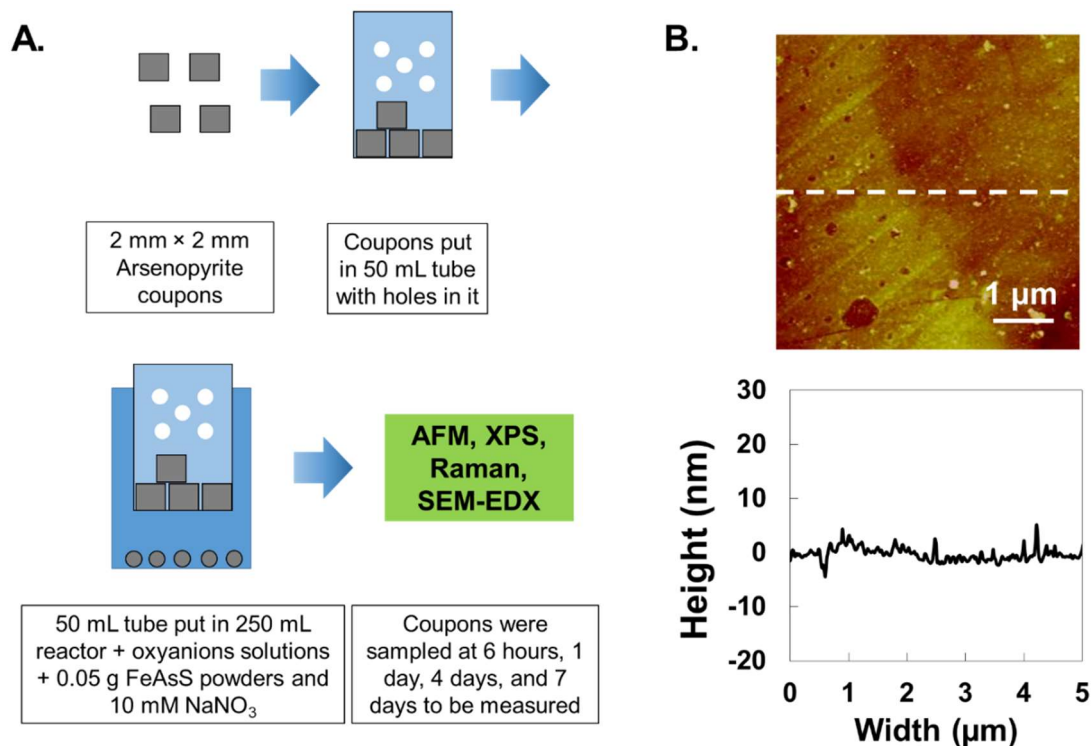 A.
2 mm × 2 mm
Arsenopyrite
coupons
Coupons put
in 50 mL tube
with holes in it
AFM, XPS,
Raman,
SEM-EDX
50 mL tube put in 250 mL
reactor + oxyanions solutions
+ 0.05 g FeAsS powders and
10 mM NaNO₃
Coupons were
sampled at 6 hours, 1
day, 4 days, and 7
days to be measured
B.
1 µm
Height (nm)
30
20
10
0
-10
-20
0 1 2 3 4 5
Width (µm)